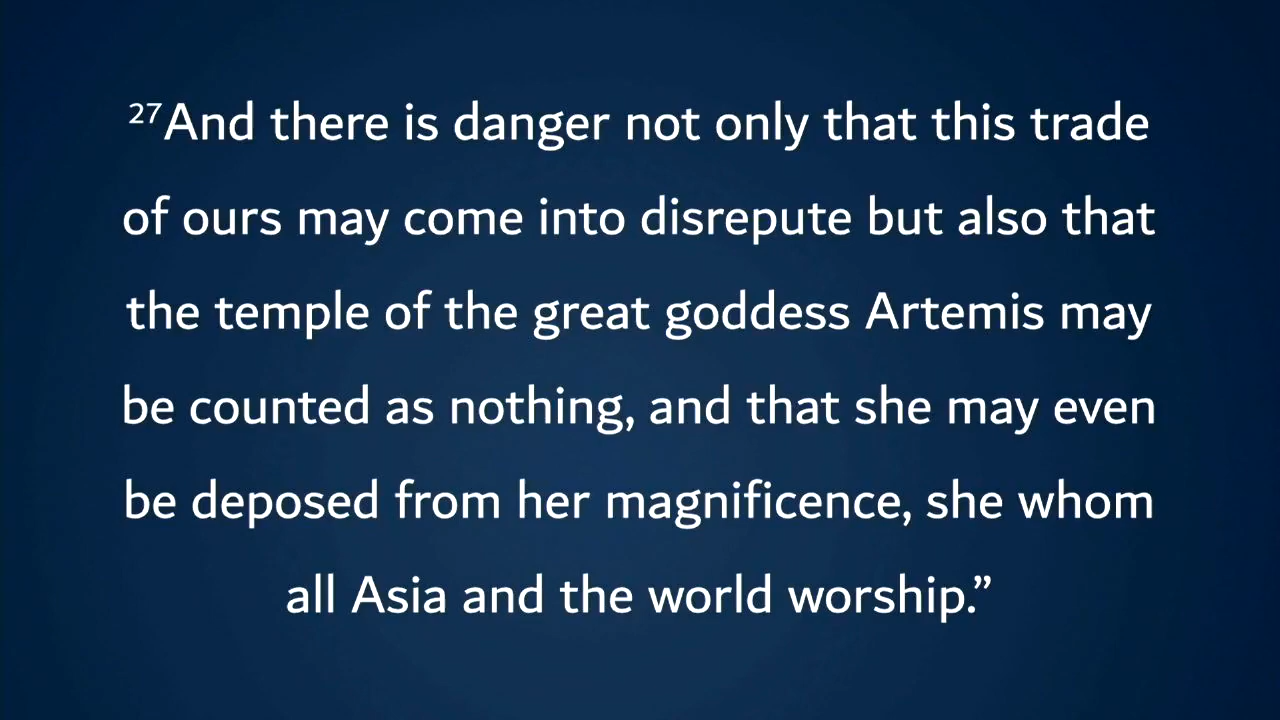 ²⁷And there is danger not only that this trade
of ours may come into disrepute but also that
the temple of the great goddess Artemis may
be counted as nothing, and that she may even
be deposed from her magnificence, she whom
all Asia and the world worship.”